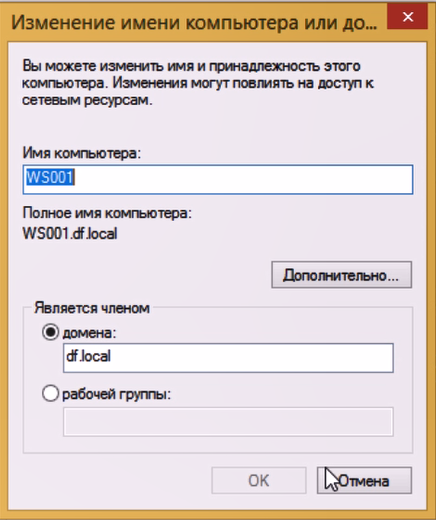 Изменение имени компьютера или до...
Вы можете изменить имя и принадлежность этого
компьютера. Изменения могут повлиять на доступ к
сетевым ресурсам.
Имя компьютера:
WS001
Полное имя компьютера:
WS001.df.local
Дополнительно...
Является членом
домена:
df.local
рабочей группы:
OK
Отмена